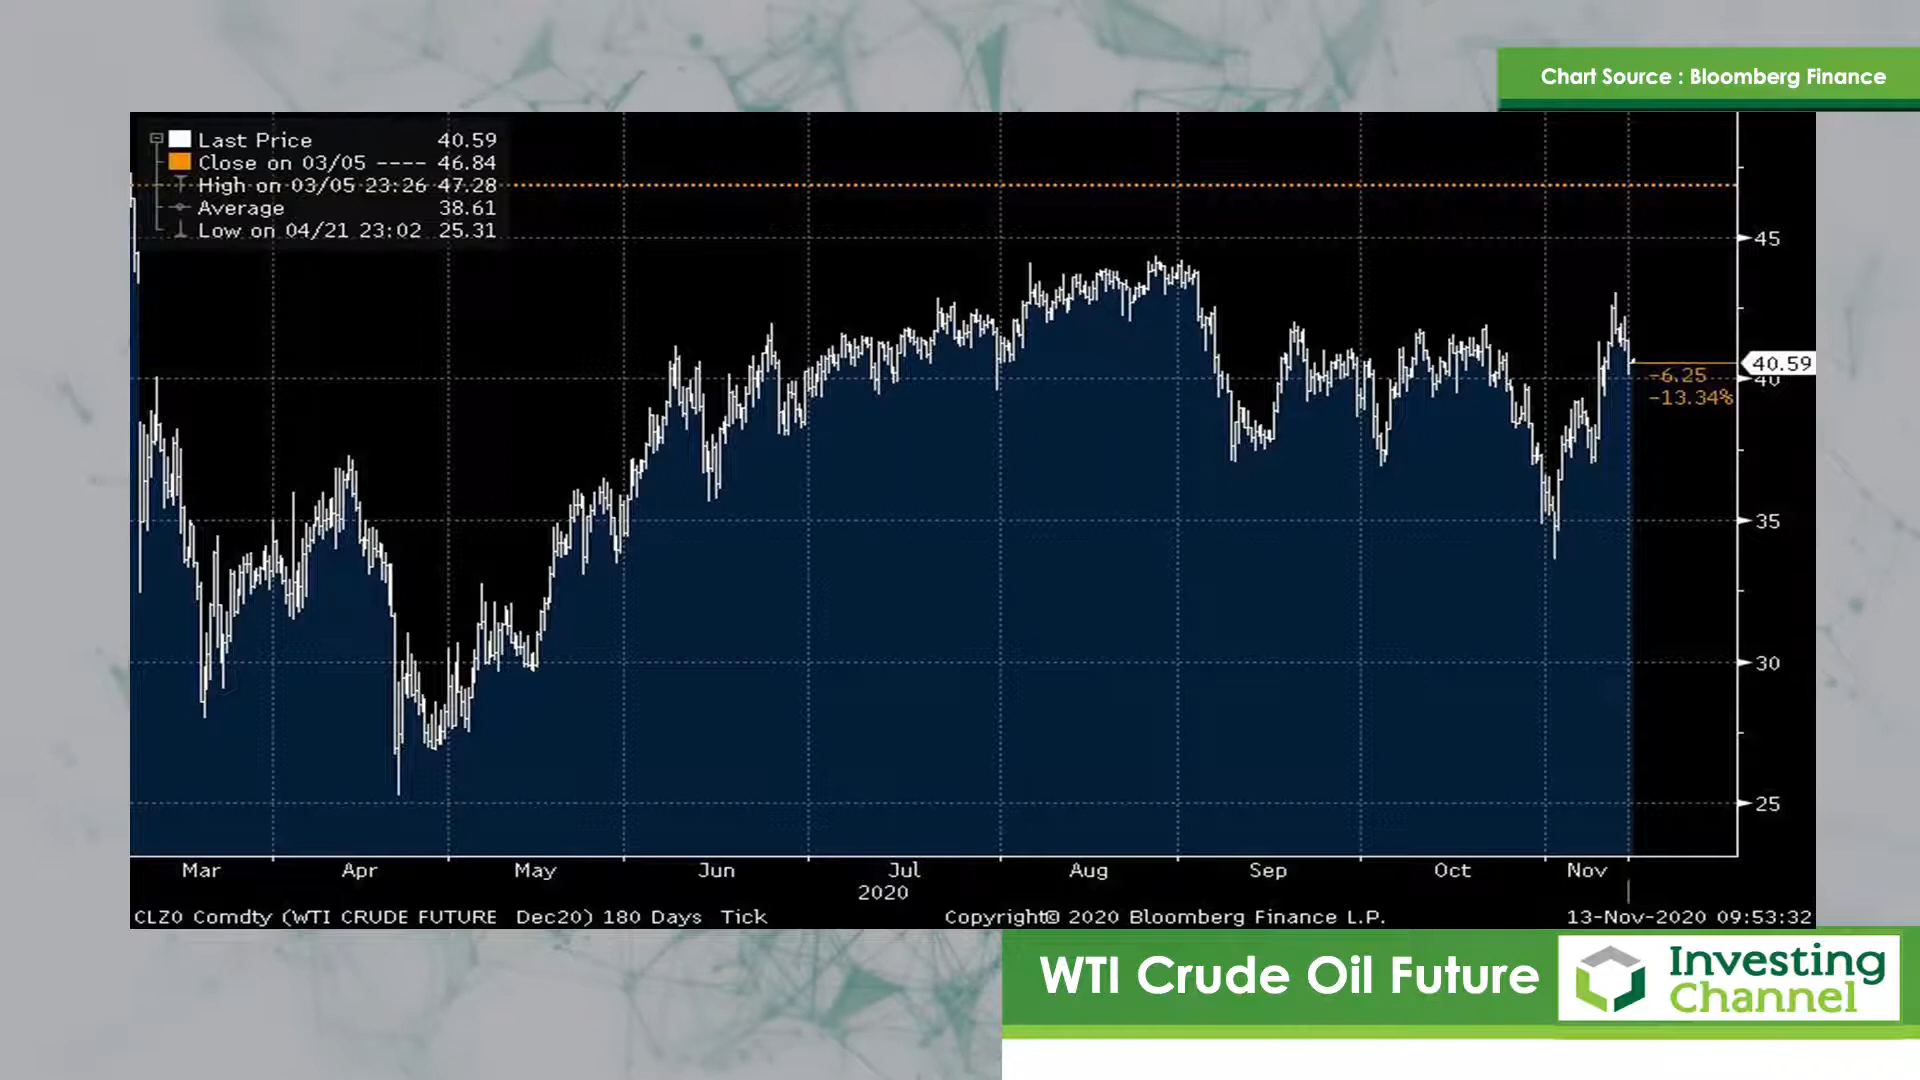 Chart Source : Bloomberg Finance
Last Price 40.59
Close on 03/05 ---- 46.84
High on 03/05 23:26 47.28
Average 38.61
Low on 04/21 23:02 25.31
45
40.59
40
-6.25
-13.34%
35
30
25
Mar Apr May Jun Jul Aug Sep Oct Nov
2020
CLZ0 Comdty (WTI CRUDE FUTURE Dec20) 180 Days Tick Copyright© 2020 Bloomberg Finance L.P. 13-Nov-2020 09:53:32
WTI Crude Oil Future
Investing
Channel